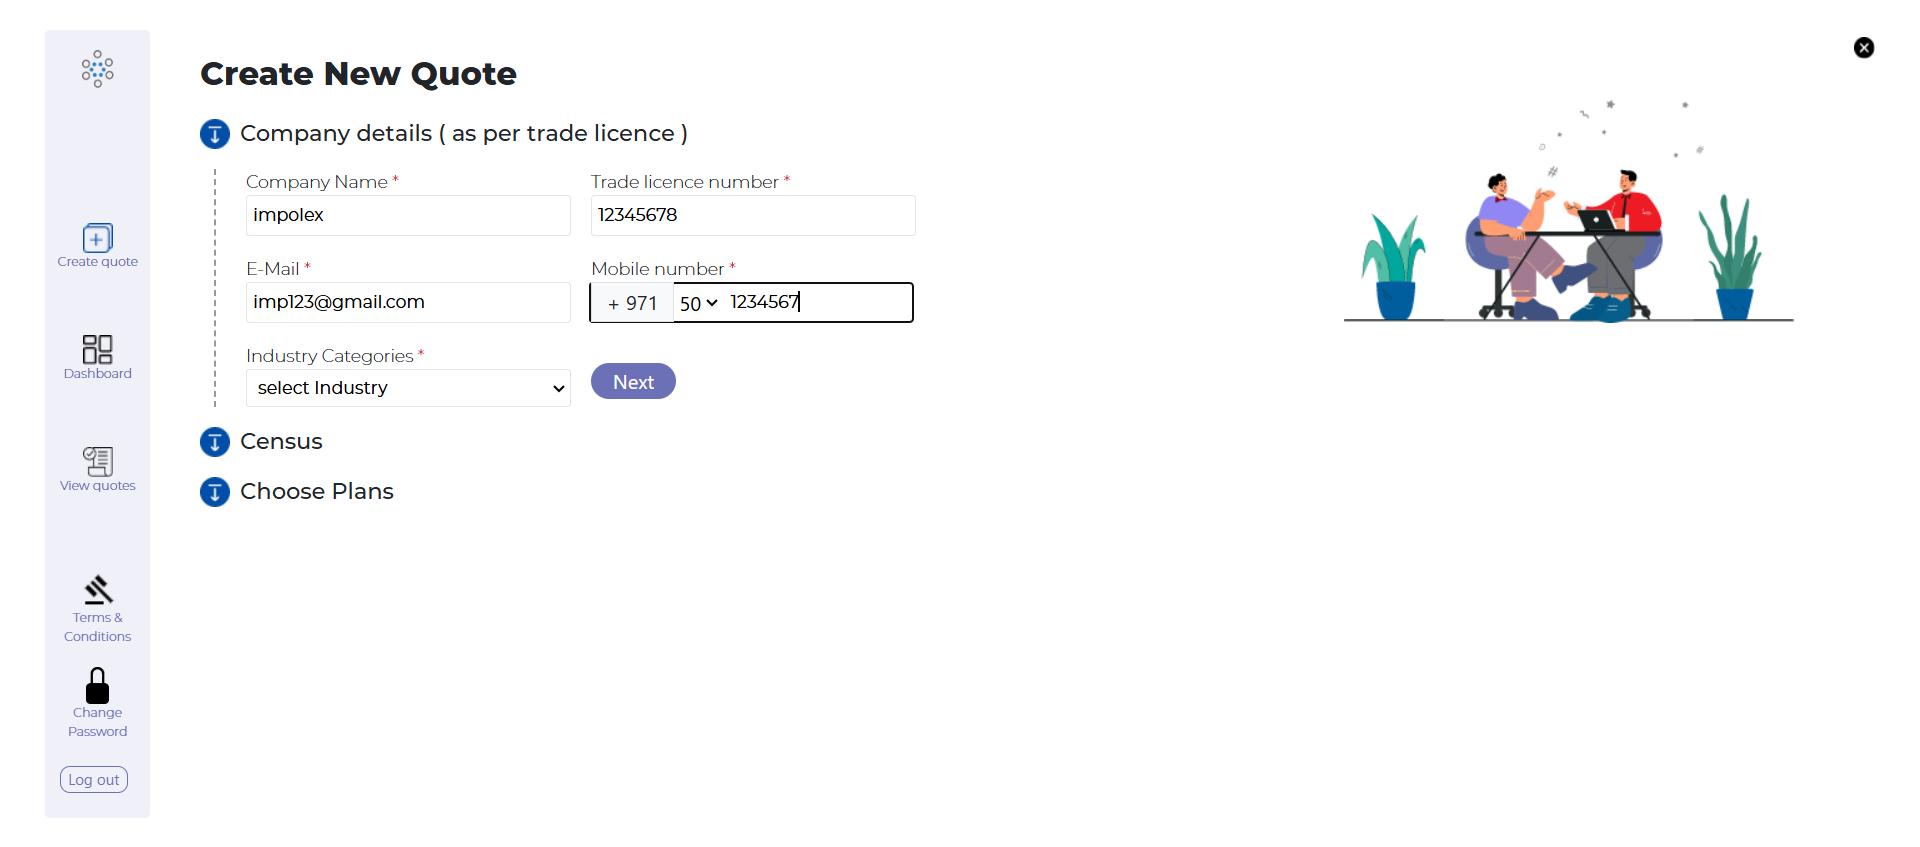 Create New Quote
Company details ( as per trade licence )
Company Name *
Trade licence number *
impolex
12345678
E-Mail *
Mobile number *
imp123@gmail.com
+ 971 50 1234567
Industry Categories *
select Industry
Next
Census
Choose Plans
Create quote
Dashboard
View quotes
Terms &
Conditions
Change
Password
Log out